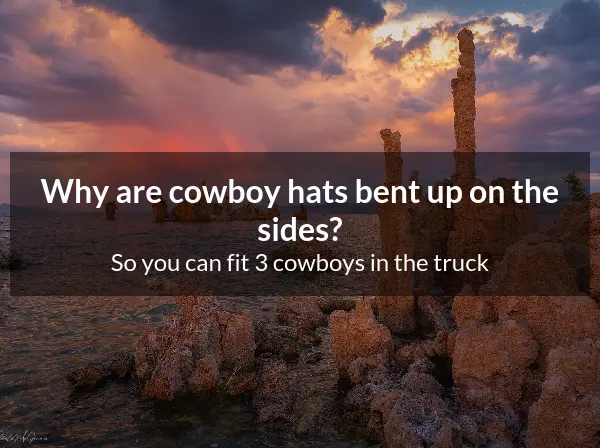 Why are cowboy hats bent up on the
sides?
So you can fit 3 cowboys in the truck